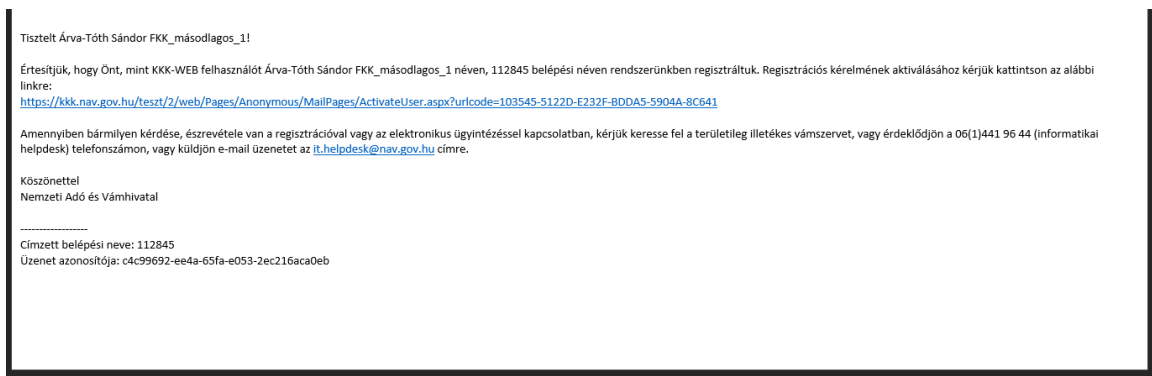 Tisztelt Árva-Tóth Sándor FKK_másodlagos_1!
Értesítjük, hogy Önt, mint KKK-WEB felhasználót Árva-Tóth Sándor FKK_másodlagos_1 néven, 112845 belépési néven rendszerünkben regisztráltuk. Regisztrációs kérelmének aktiválásához kérjük kattintson az alábbi
linkre:
https://kkk.nav.gov.hu/teszt/2/web/Pages/Anonymous/MailPages/ActivateUser.aspx?urlcode=103545-5122D-E232F-BDDA5-5904A-8C641
Amennyiben bármilyen kérdése, észrevétele van a regisztrációval vagy az elektronikus ügyintézéssel kapcsolatban, kérjük keresse fel a területileg illetékes vámszervet, vagy érdeklődjön a 06(1)441 96 44 (informatikai
helpdesk) telefonszámon, vagy küldjön e-mail üzenetet az it.helpdesk@nav.gov.hu címre.
Köszönettel
Nemzeti Adó és Vámhivatal
------------------
Címzett belépési neve: 112845
Üzenet azonosítója: c4c99692-ee4a-65fa-e053-2ec216aca0eb